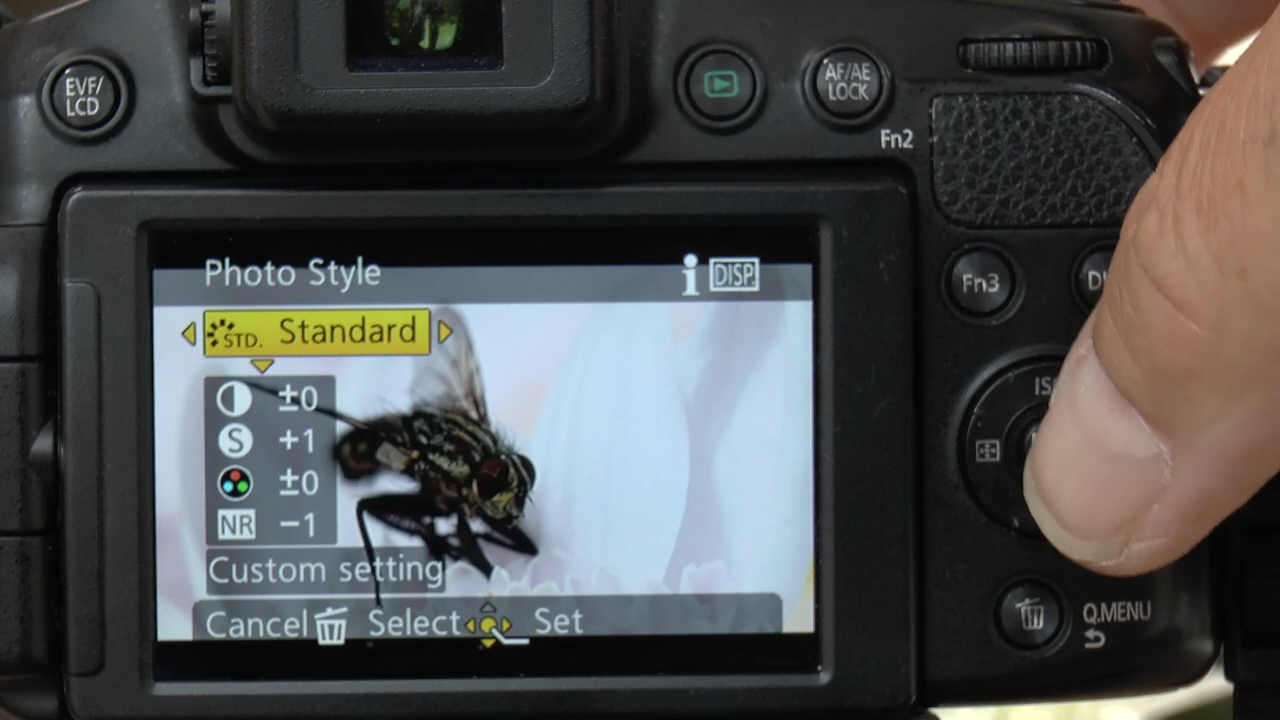 EVF/
LCD
AF/AE
LOCK
Fn2
Photo Style
i DISP.
STD. Standard
±0
S +1
±0
NR −1
Custom setting
Cancel Select Set
Fn3
Q.MENU